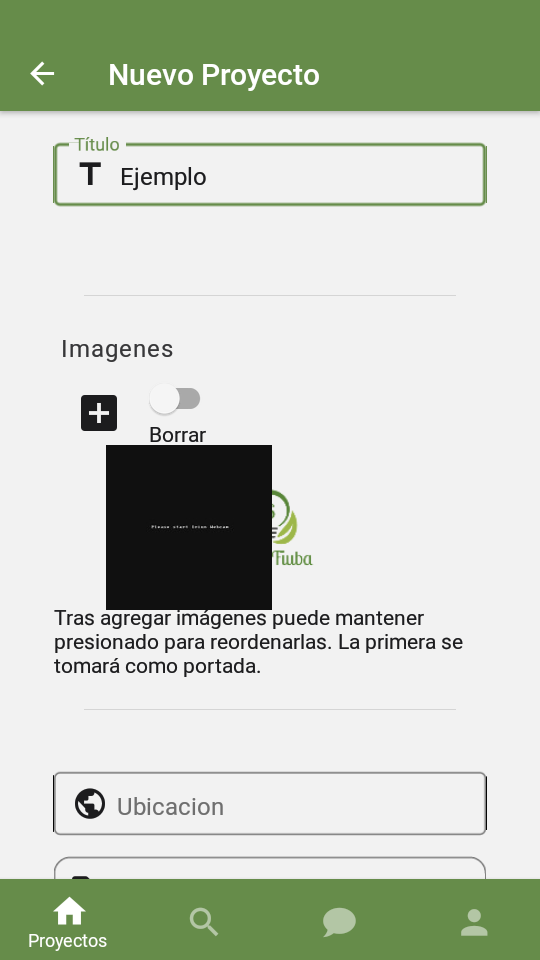 Nuevo Proyecto
Título
Ejemplo
Imagenes
Borrar
Please start Iriun Webcam
Fiuba
Tras agregar imágenes puede mantener
presionado para reordenarlas. La primera se
tomará como portada.
Ubicacion
Proyectos